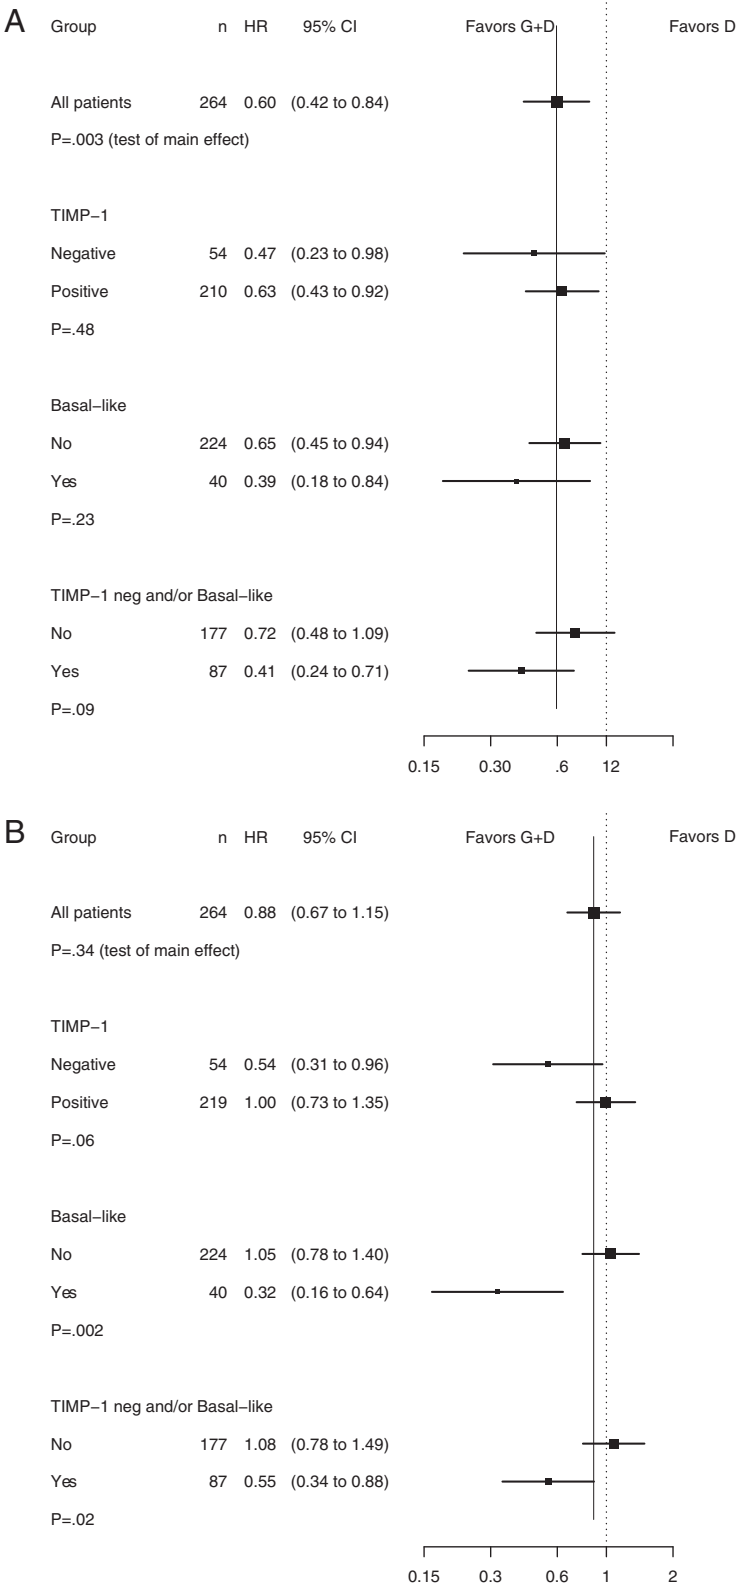 A
Group n HR 95% CI Favors G+D Favors D
All patients 264 0.60 (0.42 to 0.84)
P=.003 (test of main effect)
TIMP−1
Negative 54 0.47 (0.23 to 0.98)
Positive 210 0.63 (0.43 to 0.92)
P=.48
Basal−like
No 224 0.65 (0.45 to 0.94)
Yes 40 0.39 (0.18 to 0.84)
P=.23
TIMP−1 neg and/or Basal−like
No 177 0.72 (0.48 to 1.09)
Yes 87 0.41 (0.24 to 0.71)
P=.09
0.15 0.30 .6 12
B
Group n HR 95% CI Favors G+D Favors D
All patients 264 0.88 (0.67 to 1.15)
P=.34 (test of main effect)
TIMP−1
Negative 54 0.54 (0.31 to 0.96)
Positive 219 1.00 (0.73 to 1.35)
P=.06
Basal−like
No 224 1.05 (0.78 to 1.40)
Yes 40 0.32 (0.16 to 0.64)
P=.002
TIMP−1 neg and/or Basal−like
No 177 1.08 (0.78 to 1.49)
Yes 87 0.55 (0.34 to 0.88)
P=.02
0.15 0.3 0.6 1 2